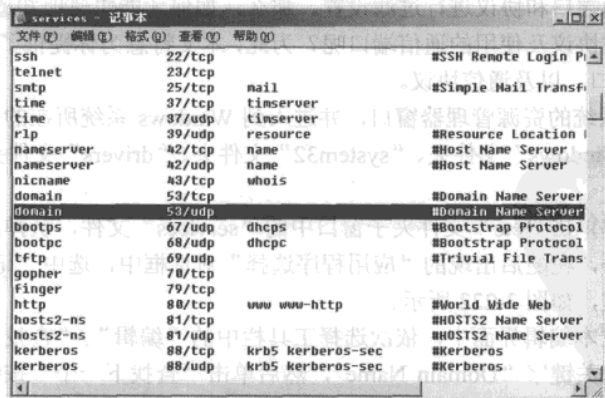 services - 记事本
文件(F) 编辑(E) 格式(O) 查看(V) 帮助(H)
ssh 22/tcp #SSH Remote Login P
telnet 23/tcp
smtp 25/tcp mail #Simple Mail Transf
time 37/tcp timserver
time 37/udp timserver
rlp 39/udp resource #Resource Location
nameserver 42/tcp name #Host Name Server
nameserver 42/udp name #Host Name Server
nicname 43/tcp whois
domain 53/tcp #Domain Name Server
domain 53/udp #Domain Name Server
bootps 67/udp dhcps #Bootstrap Protocol
bootpc 68/udp dhcpc #Bootstrap Protocol
tftp 69/udp #Trivial File Trans
gopher 70/tcp
finger 79/tcp
http 80/tcp www www-http #World Wide Web
hosts2-ns 81/tcp #HOSTS2 Name Server
hosts2-ns 81/udp #HOSTS2 Name Server
kerberos 88/tcp krb5 kerberos-sec #Kerberos
kerberos 88/udp krb5 kerberos-sec #Kerberos